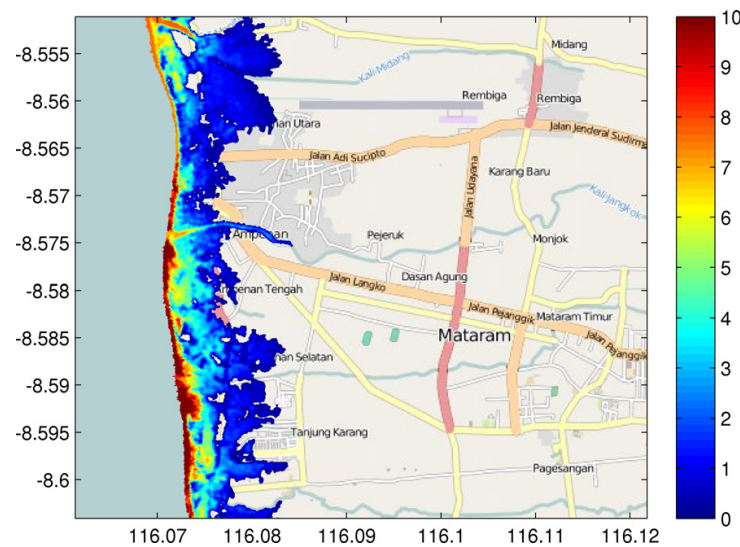 -8.555
-8.56
-8.565
-8.57
-8.575
-8.58
-8.585
-8.59
-8.595
-8.6
116.07
116.08
116.09
116.1
116.11
116.12
10
9
8
7
6
5
4
3
2
1
0
Midang
Kali-Midang
Rembiga
Rembiga
Utara
Jalan Jenderal Sudirma
Jalan Adi Sucipto
Jalan Udayana
Karang Baru
Kali-Jangkok
Pejeruk
Monjok
Dasan Agung
Jalan Langko
Tengah
Jalan Pejanggik
Mataram Timur
Jalan Pejanggik
Mataram
Selatan
Tanjung Karang
Pagesangan